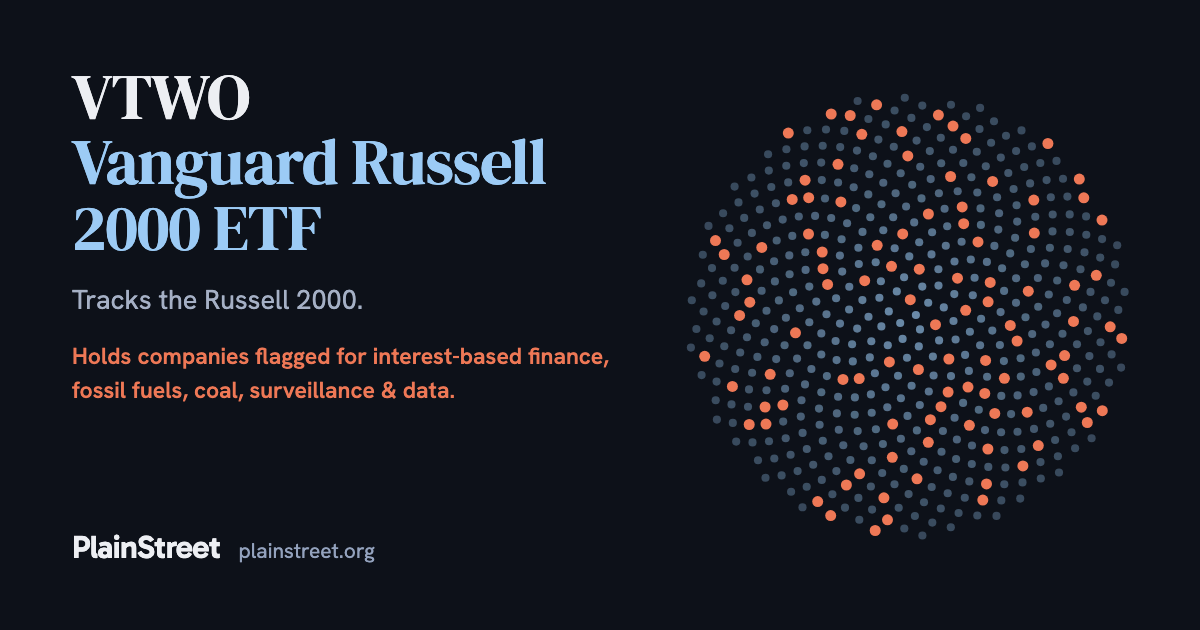 VTWO
Vanguard Russell
2000 ETF
Tracks the Russell 2000.
Holds companies flagged for interest-based finance,
fossil fuels, coal, surveillance & data.
PlainStreet plainstreet.org